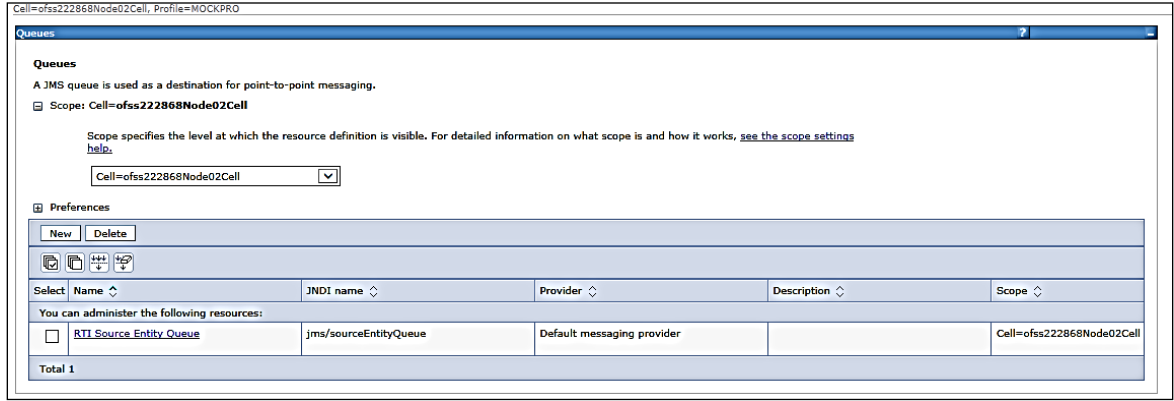 Cell=ofss222868Node02Cell, Profile=MOCKPRO
Queues ? -
Queues
A JMS queue is used as a destination for point-to-point messaging.
Scope: Cell=ofss222868Node02Cell
Scope specifies the level at which the resource definition is visible. For detailed information on what scope is and how it works, see the scope settings
help.
Cell=ofss222868Node02Cell
Preferences
New Delete
Select Name JNDI name Provider Description Scope
You can administer the following resources:
RTI Source Entity Queue jms/sourceEntityQueue Default messaging provider Cell=ofss222868Node02Cell
Total 1